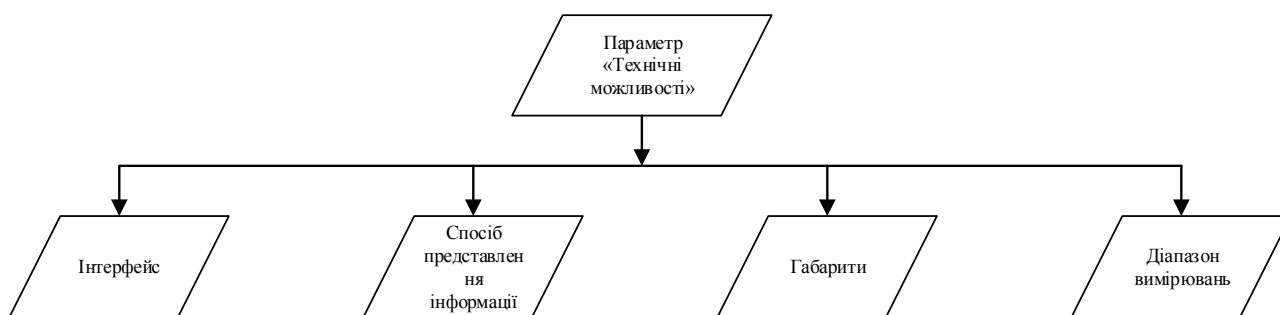 Параметр
«Технічні
можливості»
Інтерфейс
Спосіб
представлен
ня
інформації
Габарити
Діапазон
вимірювань